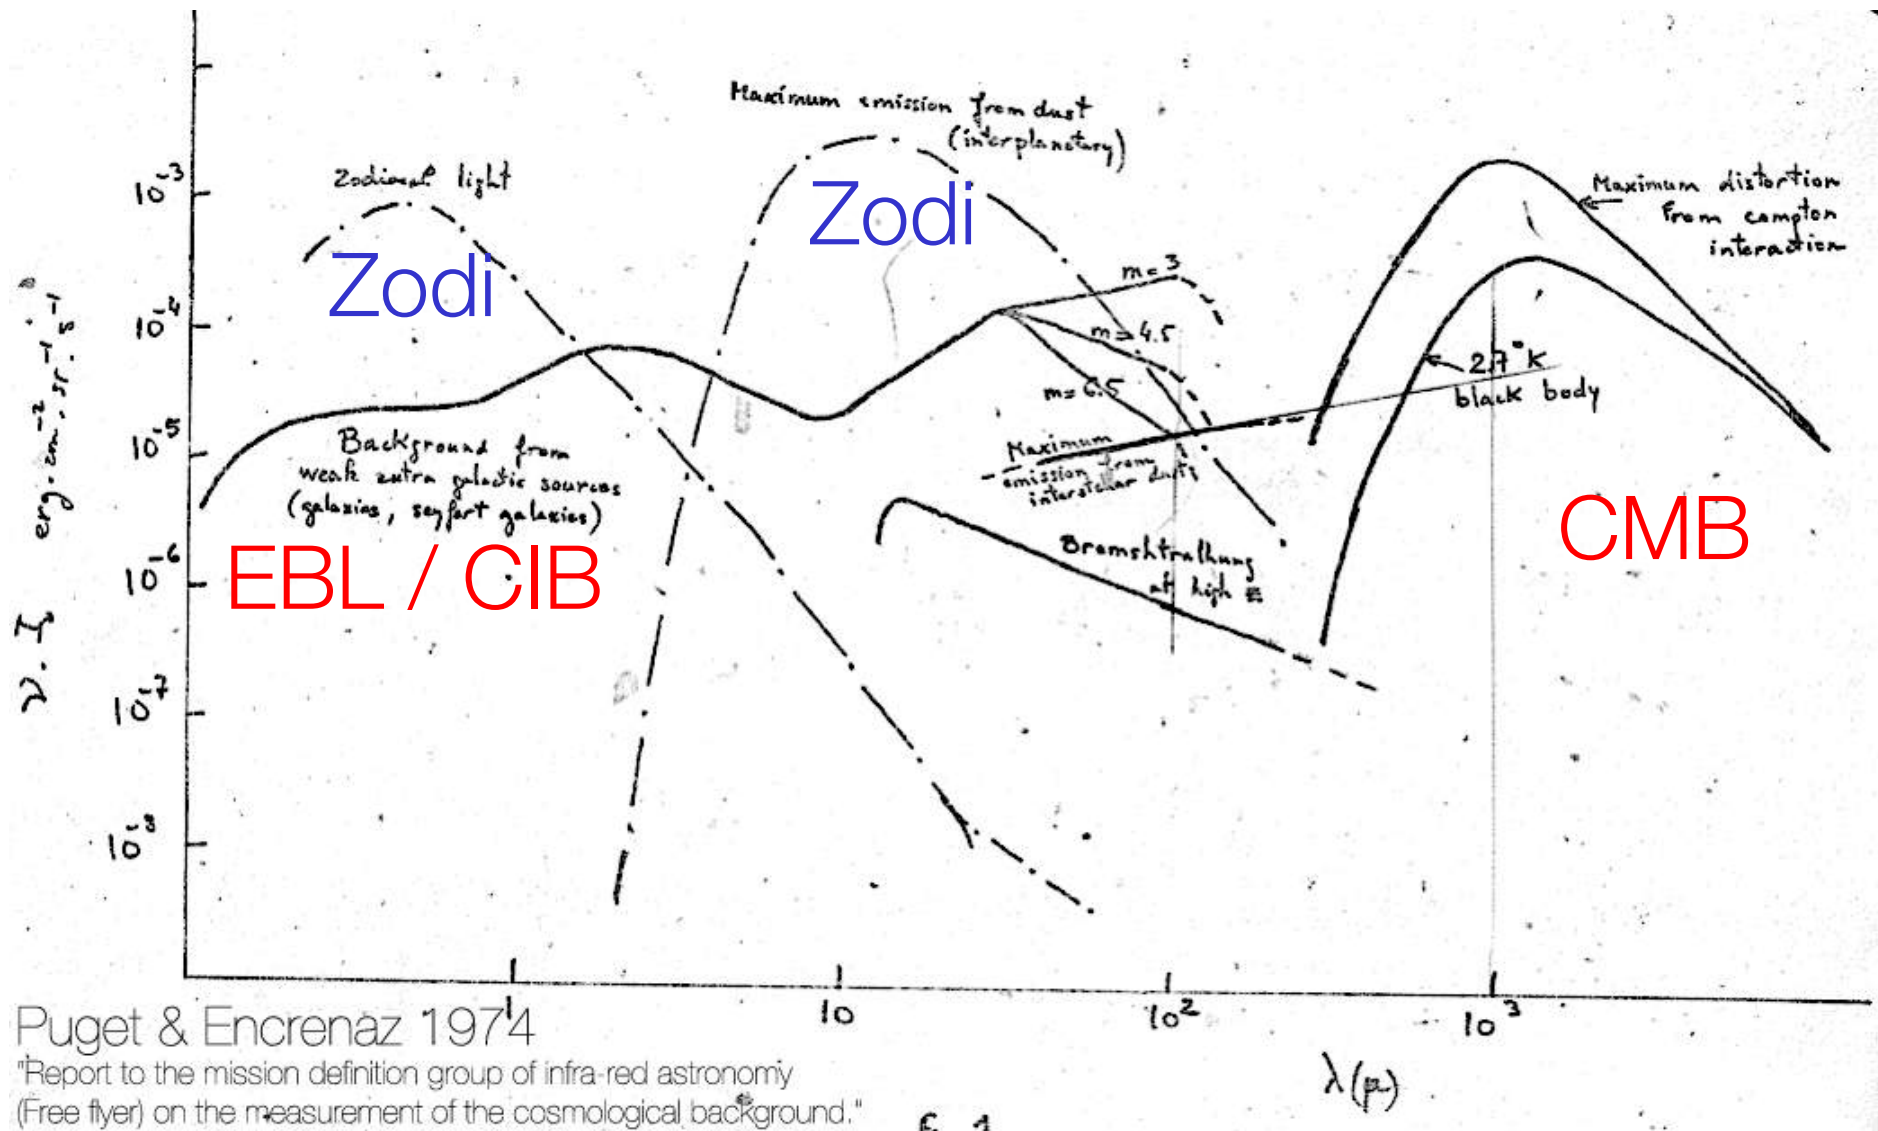 Maximum emission from dust
(interplanetary)
Zodiacal light
Zodi
Zodi
Maximum distortion
From compton
interaction
m= 3
m= 4.5
m= 6.5
2.7°K
black body
Background from
weak extra galactic sources
(galaxies, seyfart galaxies)
Maximum
emission from
interstellar dust
EBL / CIB
CMB
Bremshtralhung
at high E
10-3
10-4
10-5
10-6
10-7
10-8
ν. Iν erg. cm-2. sr-1. s-1
1
10
10²
10³
λ(μ)
Puget & Encrenaz 1974
"Report to the mission definition group of infra-red astronomy
(Free flyer) on the measurement of the cosmological background."